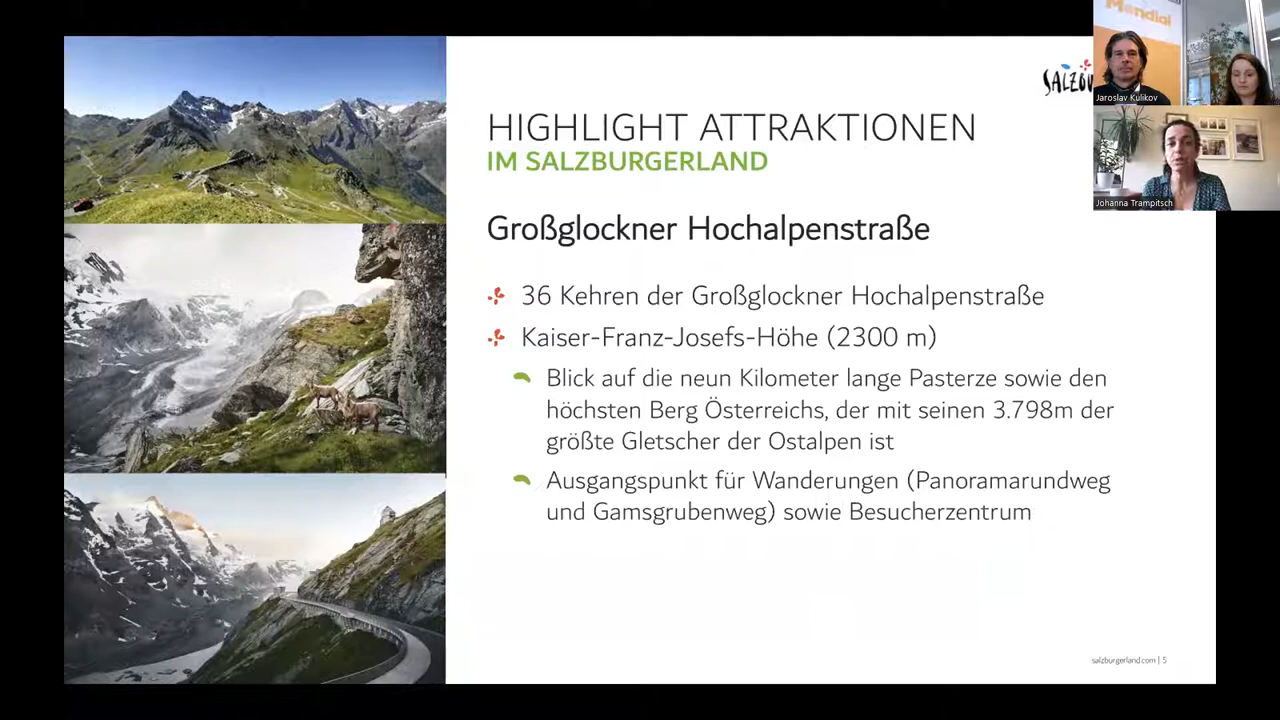 Mondial
Jaroslav Kulikov
Johanna Trampitsch
HIGHLIGHT ATTRAKTIONEN
IM SALZBURGERLAND
Großglockner Hochalpenstraße
36 Kehren der Großglockner Hochalpenstraße
Kaiser-Franz-Josefs-Höhe (2300 m)
Blick auf die neun Kilometer lange Pasterze sowie den
höchsten Berg Österreichs, der mit seinen 3.798m der
größte Gletscher der Ostalpen ist
Ausgangspunkt für Wanderungen (Panoramarundweg
und Gamsgrubenweg) sowie Besucherzentrum
salzburgerland.com | 5